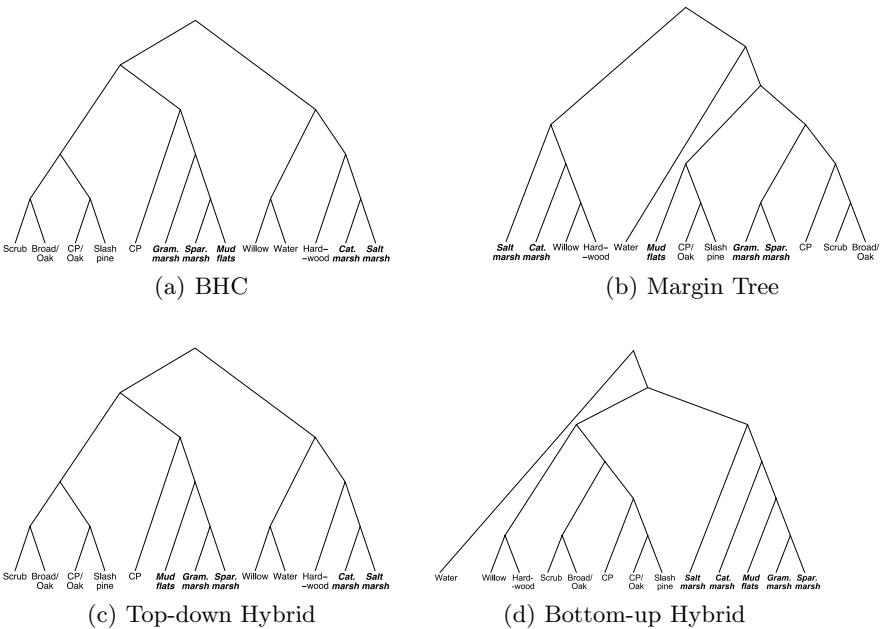 Scrub Broad/ CP/ Slash CP Gram. Spar. Mud Willow Water Hard– Cat. Salt
Oak Oak pine marsh marsh flats –wood marsh marsh
(a) BHC
Salt Cat. Willow Hard– Water Mud CP/ Slash Gram. Spar. CP Scrub Broad/
marsh marsh –wood flats Oak pine marsh marsh Oak
(b) Margin Tree
Scrub Broad/ CP/ Slash CP Mud Gram. Spar. Willow Water Hard– Cat. Salt
Oak Oak pine flats marsh marsh –wood marsh marsh
(c) Top-down Hybrid
Water Willow Hard- Scrub Broad/ CP CP/ Slash Salt Cat. Mud Gram. Spar.
-wood Oak Oak pine marsh marsh flats marsh marsh
(d) Bottom-up Hybrid